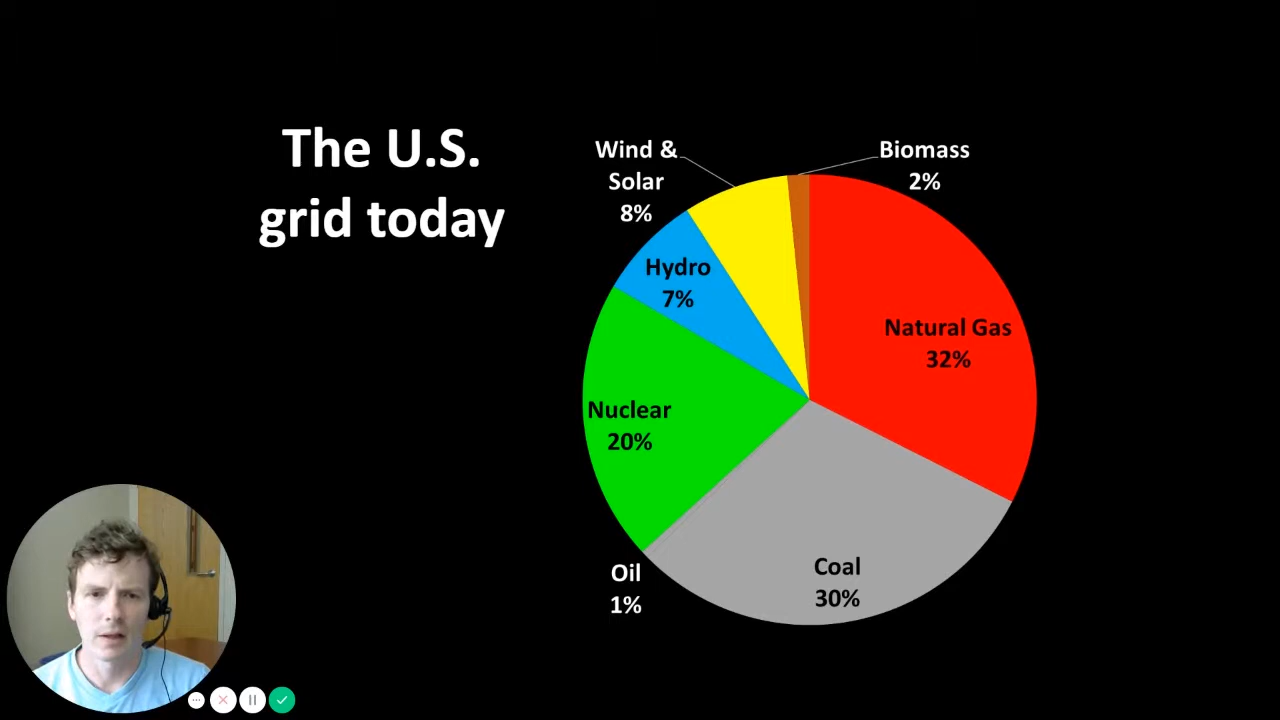 The U.S.
grid today
Wind &
Solar
8%
Biomass
2%
Hydro
7%
Natural Gas
32%
Nuclear
20%
Oil
1%
Coal
30%